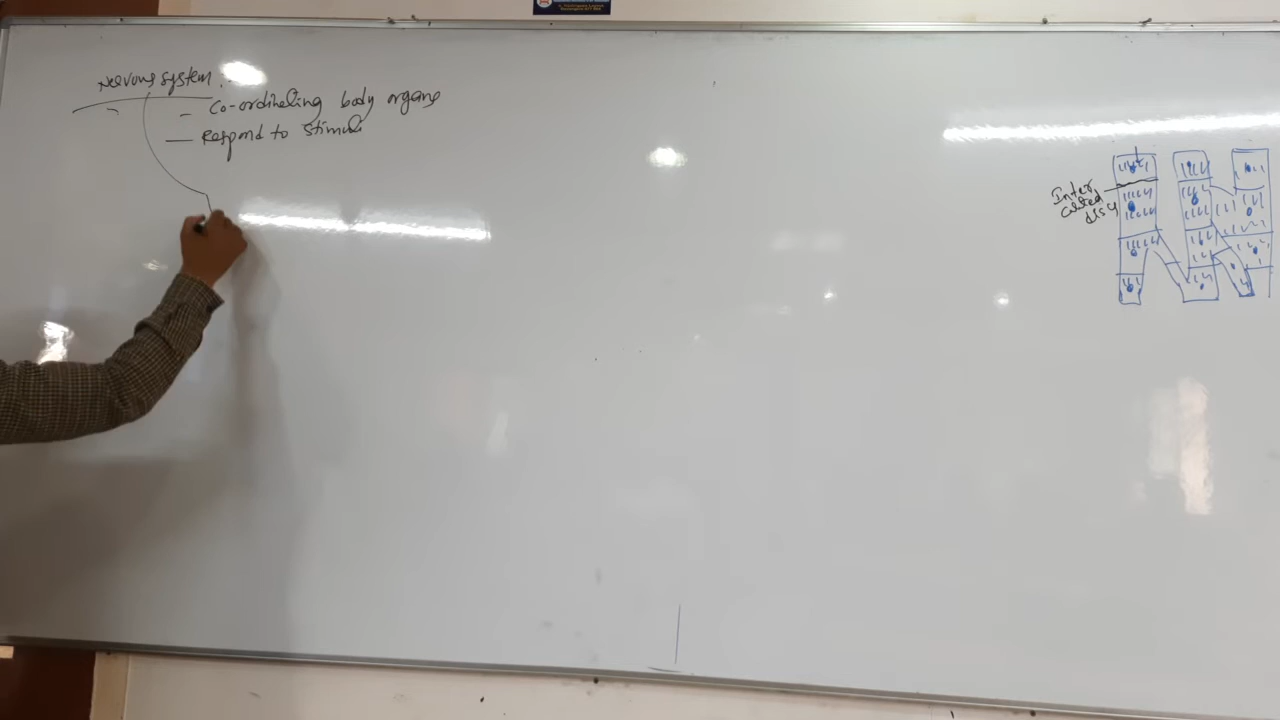 Nervous system :-
- Co-ordinating body organs
- Respond to stimuli
Inter
calated
disc